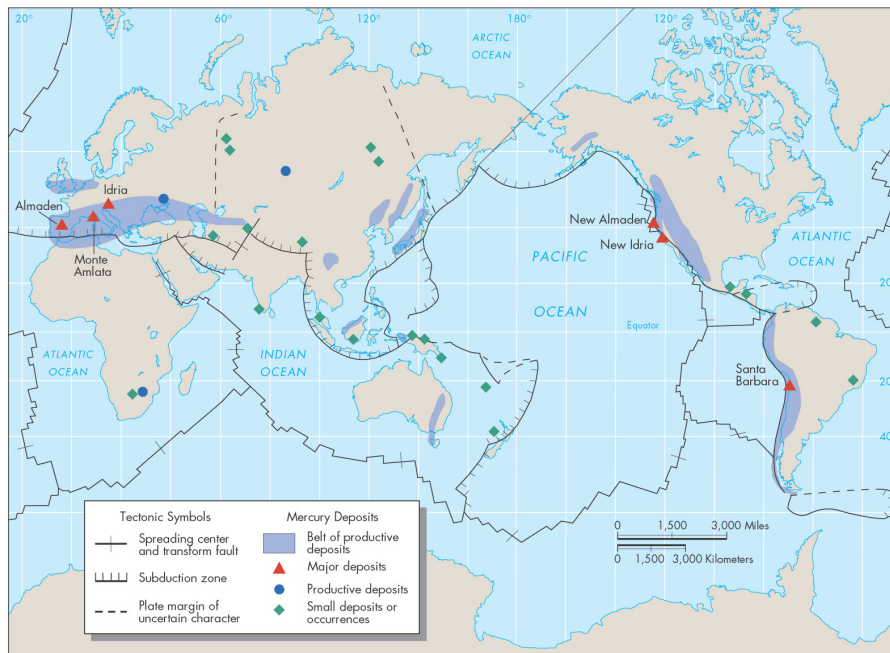 20°
60°
120°
180°
120°
ARCTIC
OCEAN
Idria
Almaden
Monte
Amlata
New Almaden
New Idria
PACIFIC
OCEAN
ATLANTIC
OCEAN
20
Equator
ATLANTIC
OCEAN
INDIAN
OCEAN
Santa
Barbara
20
40
Tectonic Symbols
Spreading center
and transform fault
Subduction zone
Plate margin of
uncertain character
Mercury Deposits
Belt of productive
deposits
Major deposits
Productive deposits
Small deposits or
occurrences
0 1,500 3,000 Miles
0 1,500 3,000 Kilometers